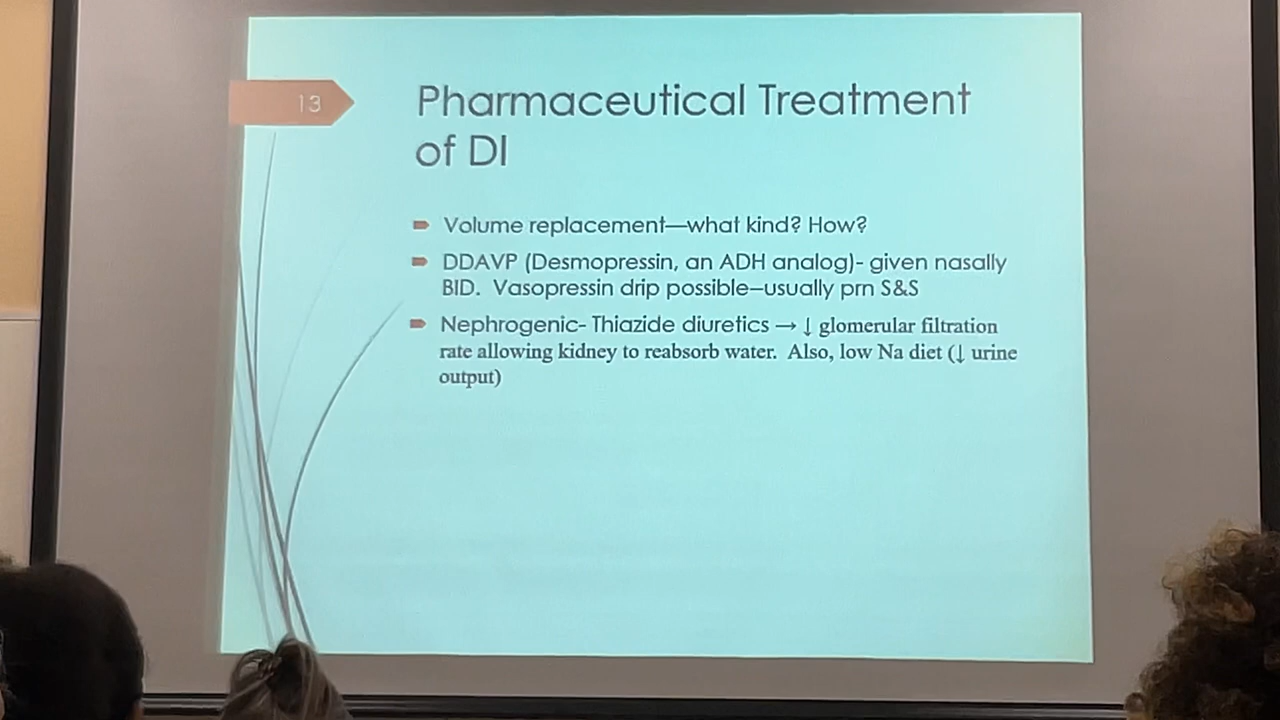 13
Pharmaceutical Treatment
of DI
Volume replacement—what kind? How?
DDAVP (Desmopressin, an ADH analog)- given nasally
BID.  Vasopressin drip possible—usually prn S&S
Nephrogenic- Thiazide diuretics → ↓ glomerular filtration
rate allowing kidney to reabsorb water.  Also, low Na diet (↓ urine
output)